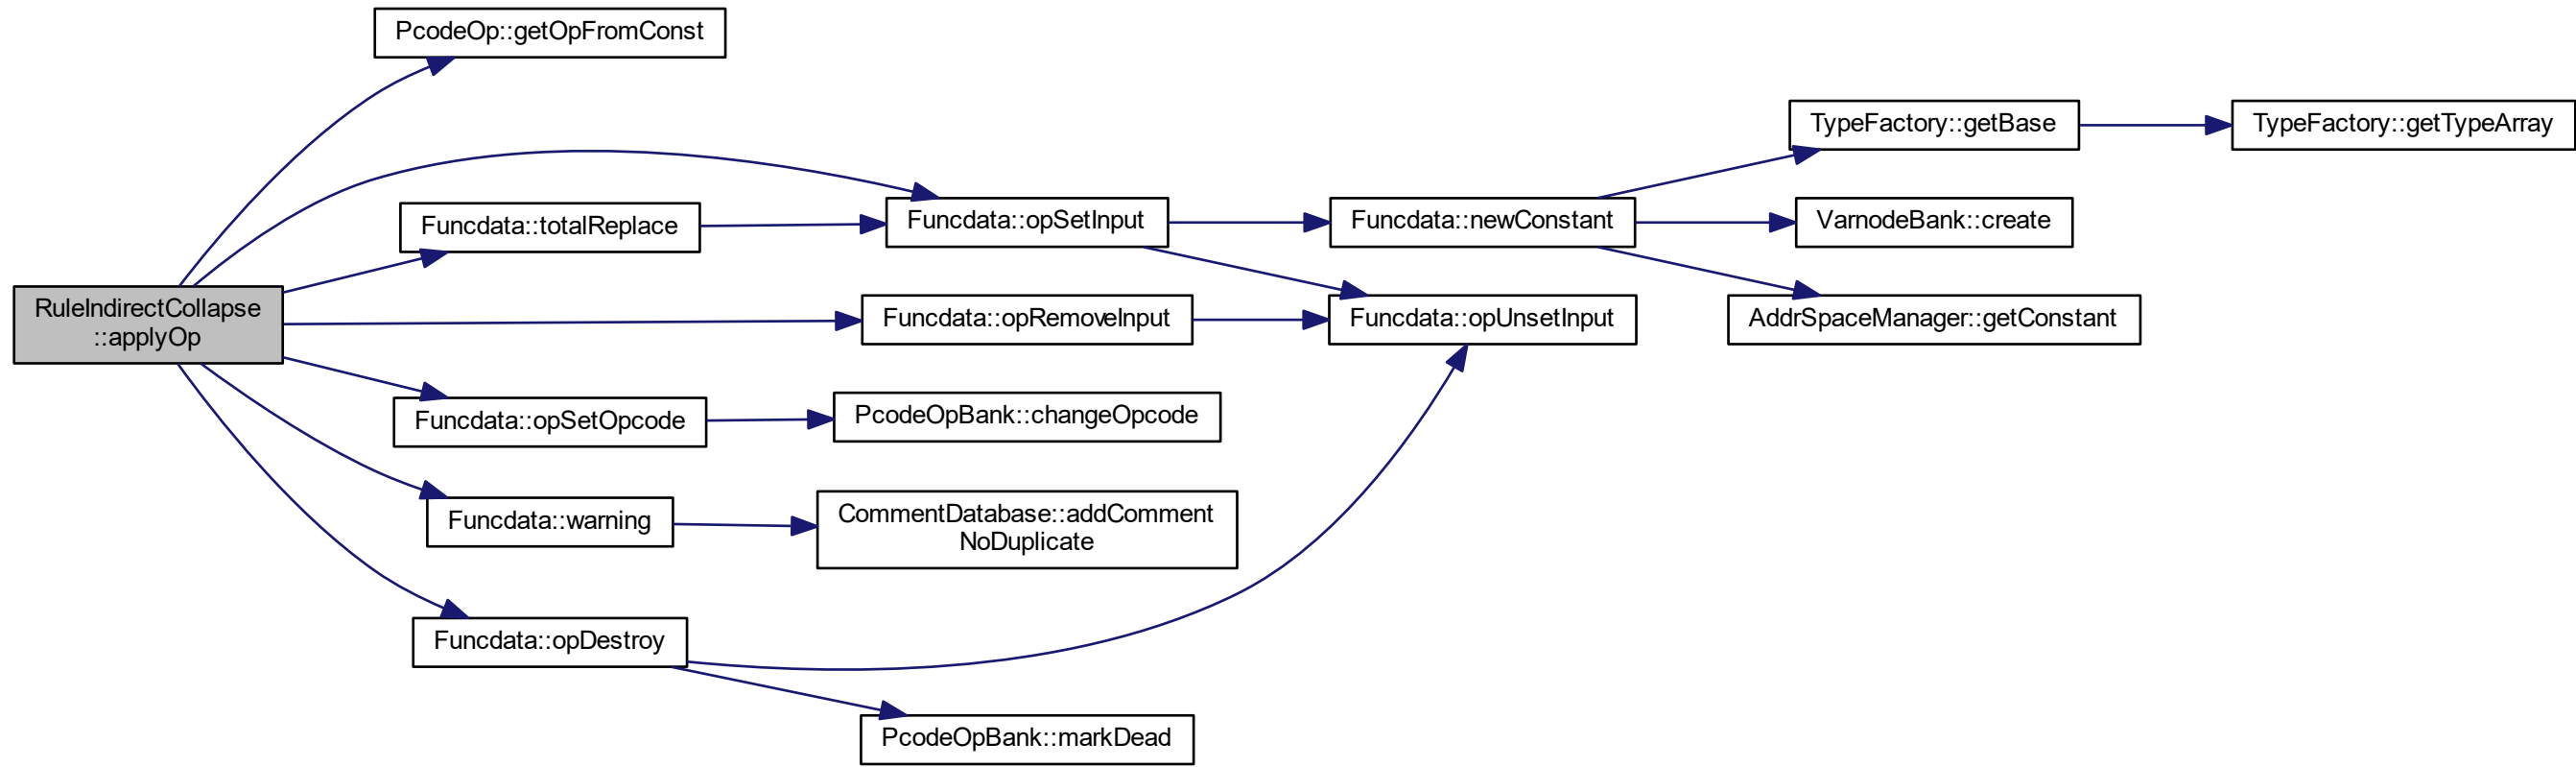 PcodeOp::getOpFromConst
TypeFactory::getBase
TypeFactory::getTypeArray
Funcdata::totalReplace
Funcdata::opSetInput
Funcdata::newConstant
VarnodeBank::create
RuleIndirectCollapse
::applyOp
Funcdata::opRemoveInput
Funcdata::opUnsetInput
AddrSpaceManager::getConstant
Funcdata::opSetOpcode
PcodeOpBank::changeOpcode
Funcdata::warning
CommentDatabase::addComment
NoDuplicate
Funcdata::opDestroy
PcodeOpBank::markDead